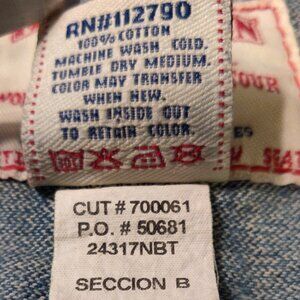 RN#112790
100% COTTON
MACHINE WASH COLD.
TUMBLE DRY MEDIUM.
COLOR MAY TRANSFER
WHEN NEW.
WASH INSIDE OUT
TO RETAIN COLOR.
CUT # 700061
P.O. # 50681
24317NBT
SECCION B